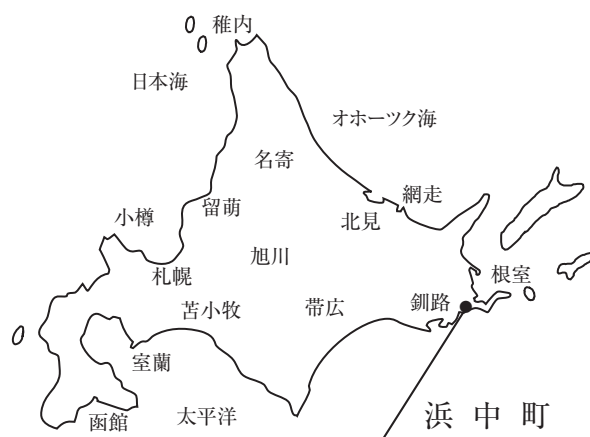 稚内
日本海
オホーツク海
名寄
網走
留萌
北見
小樽
旭川
札幌
根室
苫小牧
帯広
釧路
室蘭
函館
太平洋
浜中町